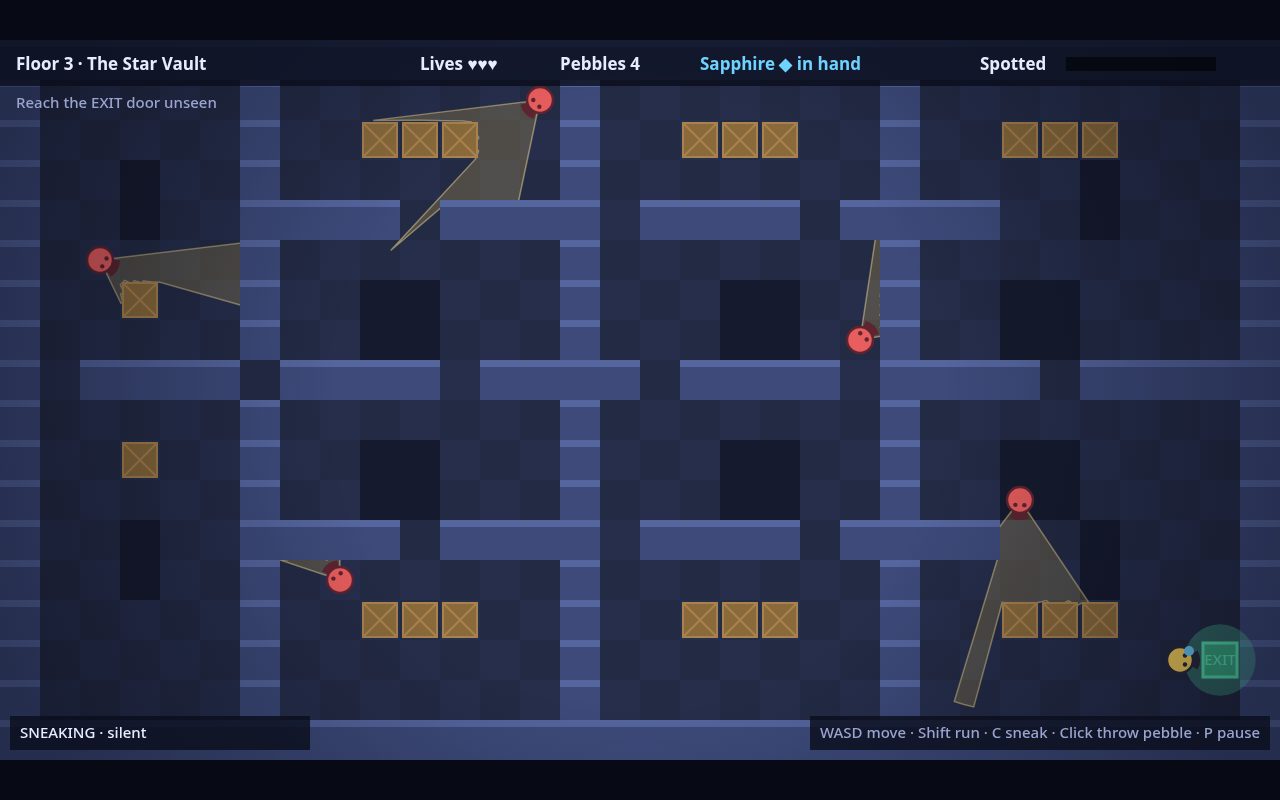 Floor 3 · The Star Vault
Lives ♥♥♥
Pebbles 4
Sapphire ◆ in hand
Spotted
Reach the EXIT door unseen
EXIT
SNEAKING · silent
WASD move · Shift run · C sneak · Click throw pebble · P pause